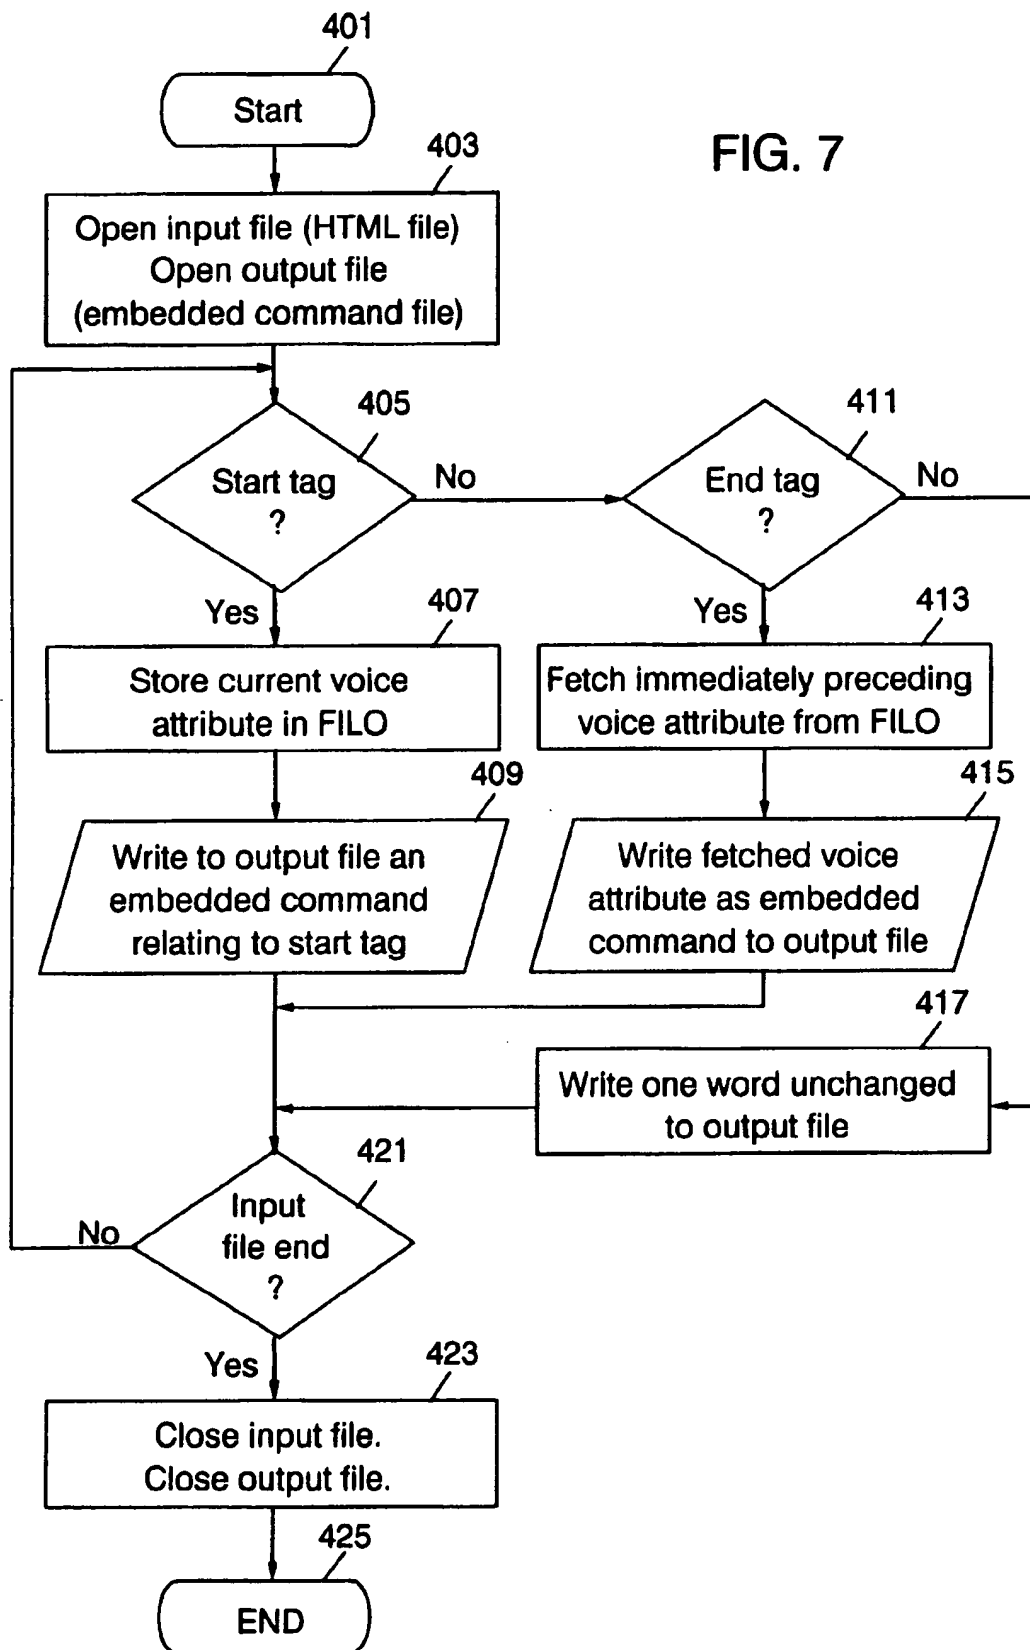 401
Start
FIG. 7
403
Open input file (HTML file)
Open output file
(embedded command file)
405
Start tag
?
No
411
End tag
?
No
Yes
407
Store current voice
attribute in FILO
Yes
413
Fetch immediately preceding
voice attribute from FILO
409
Write to output file an
embedded command
relating to start tag
415
Write fetched voice
attribute as embedded
command to output file
417
Write one word unchanged
to output file
421
Input
file end
?
No
Yes
423
Close input file.
Close output file.
425
END